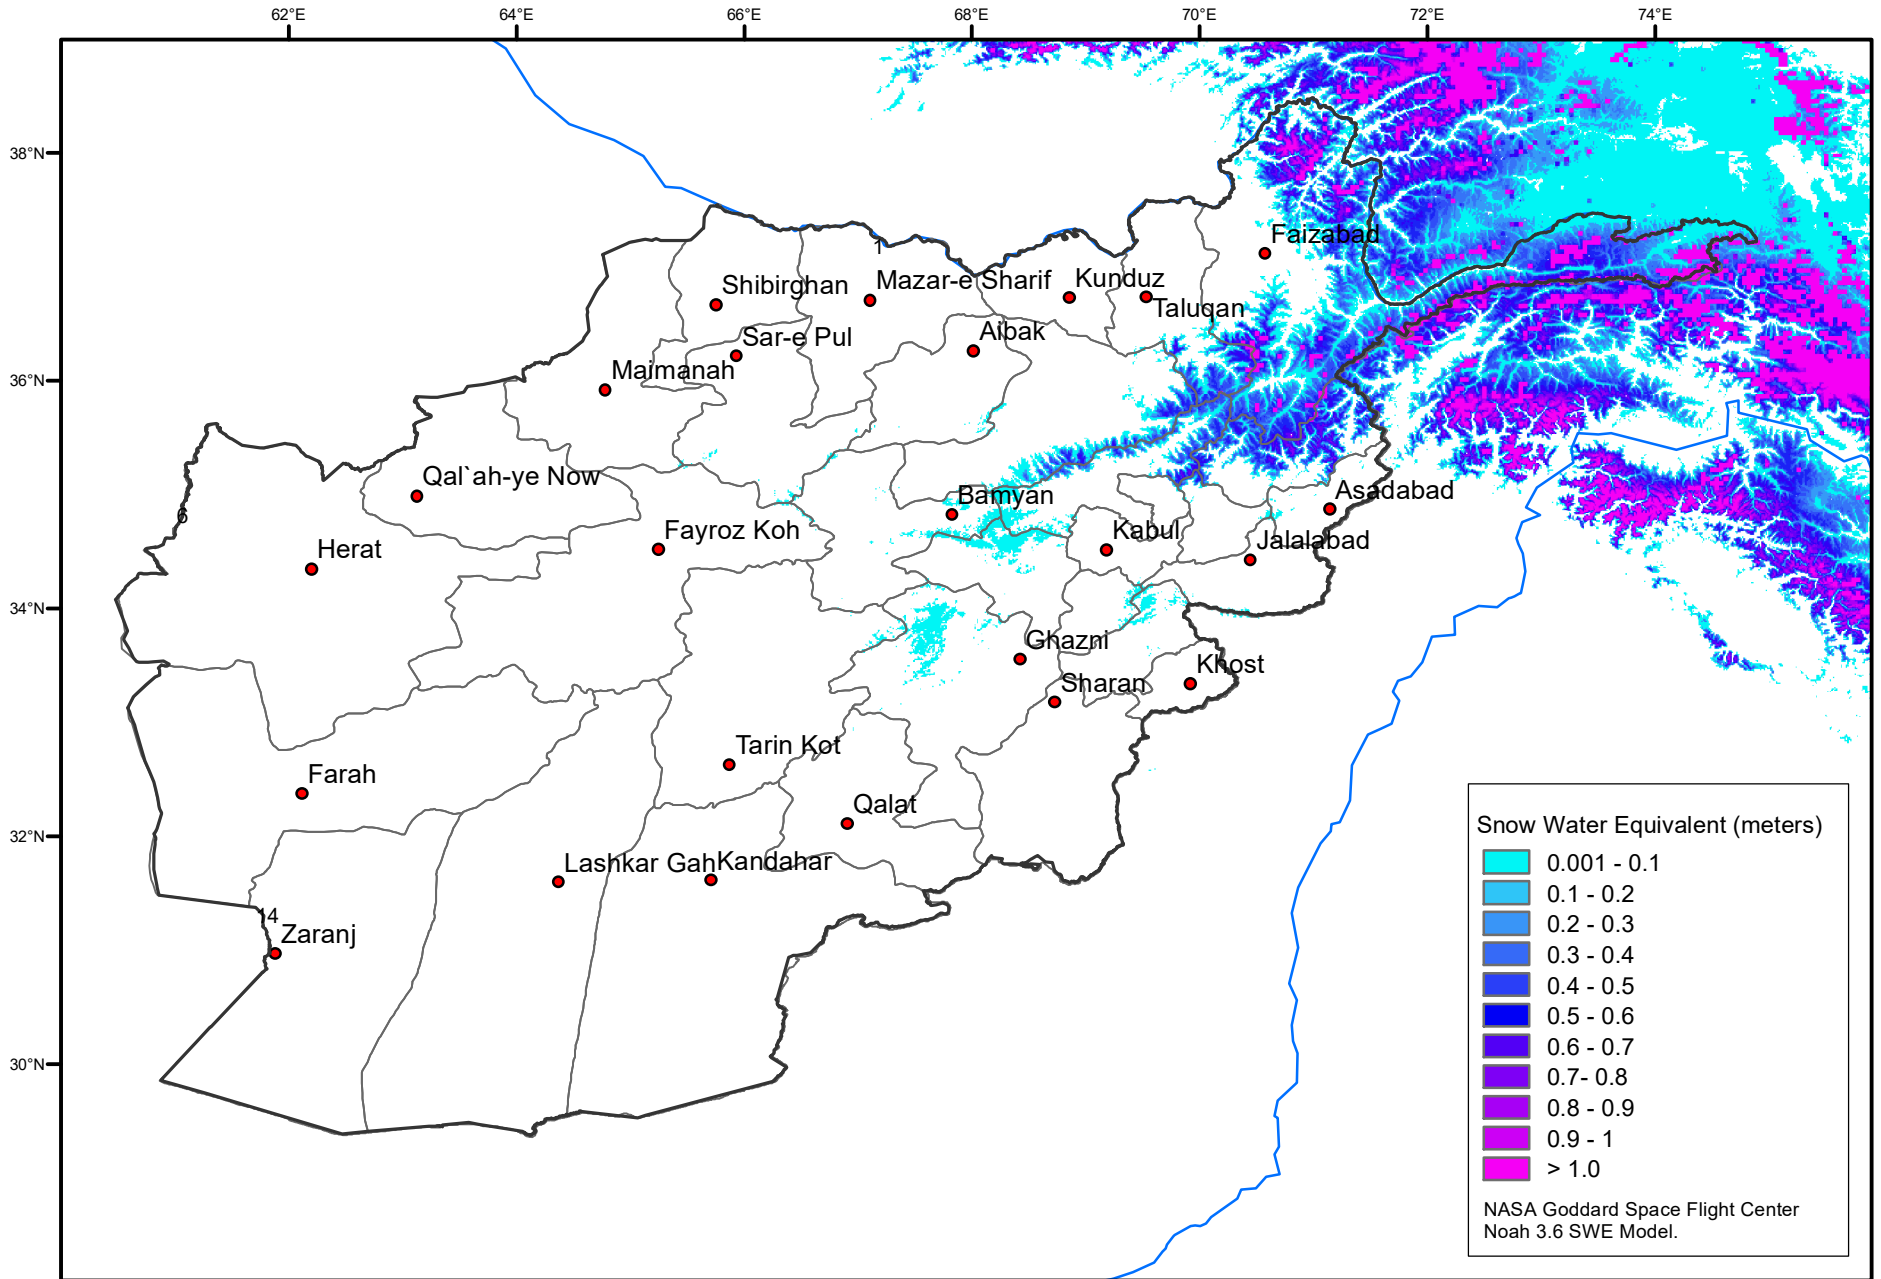 62°E 64°E 66°E 68°E 70°E 72°E 74°E
38°N
36°N
34°N
32°N
30°N
Faizabad
1
Shibirghan
Mazar-e Sharif
Kunduz
Taluqan
Sar-e Pul
Aibak
Maimanah
Qal`ah-ye Now
Bamyan
Asadabad
6
Herat
Fayroz Koh
Kabul
Jalalabad
Ghazni
Khost
Sharan
Tarin Kot
Farah
Qalat
Lashkar Gah
Kandahar
14
Zaranj
Snow Water Equivalent (meters)
0.001 - 0.1
0.1 - 0.2
0.2 - 0.3
0.3 - 0.4
0.4 - 0.5
0.5 - 0.6
0.6 - 0.7
0.7- 0.8
0.8 - 0.9
0.9 - 1
> 1.0
NASA Goddard Space Flight Center
Noah 3.6 SWE Model.